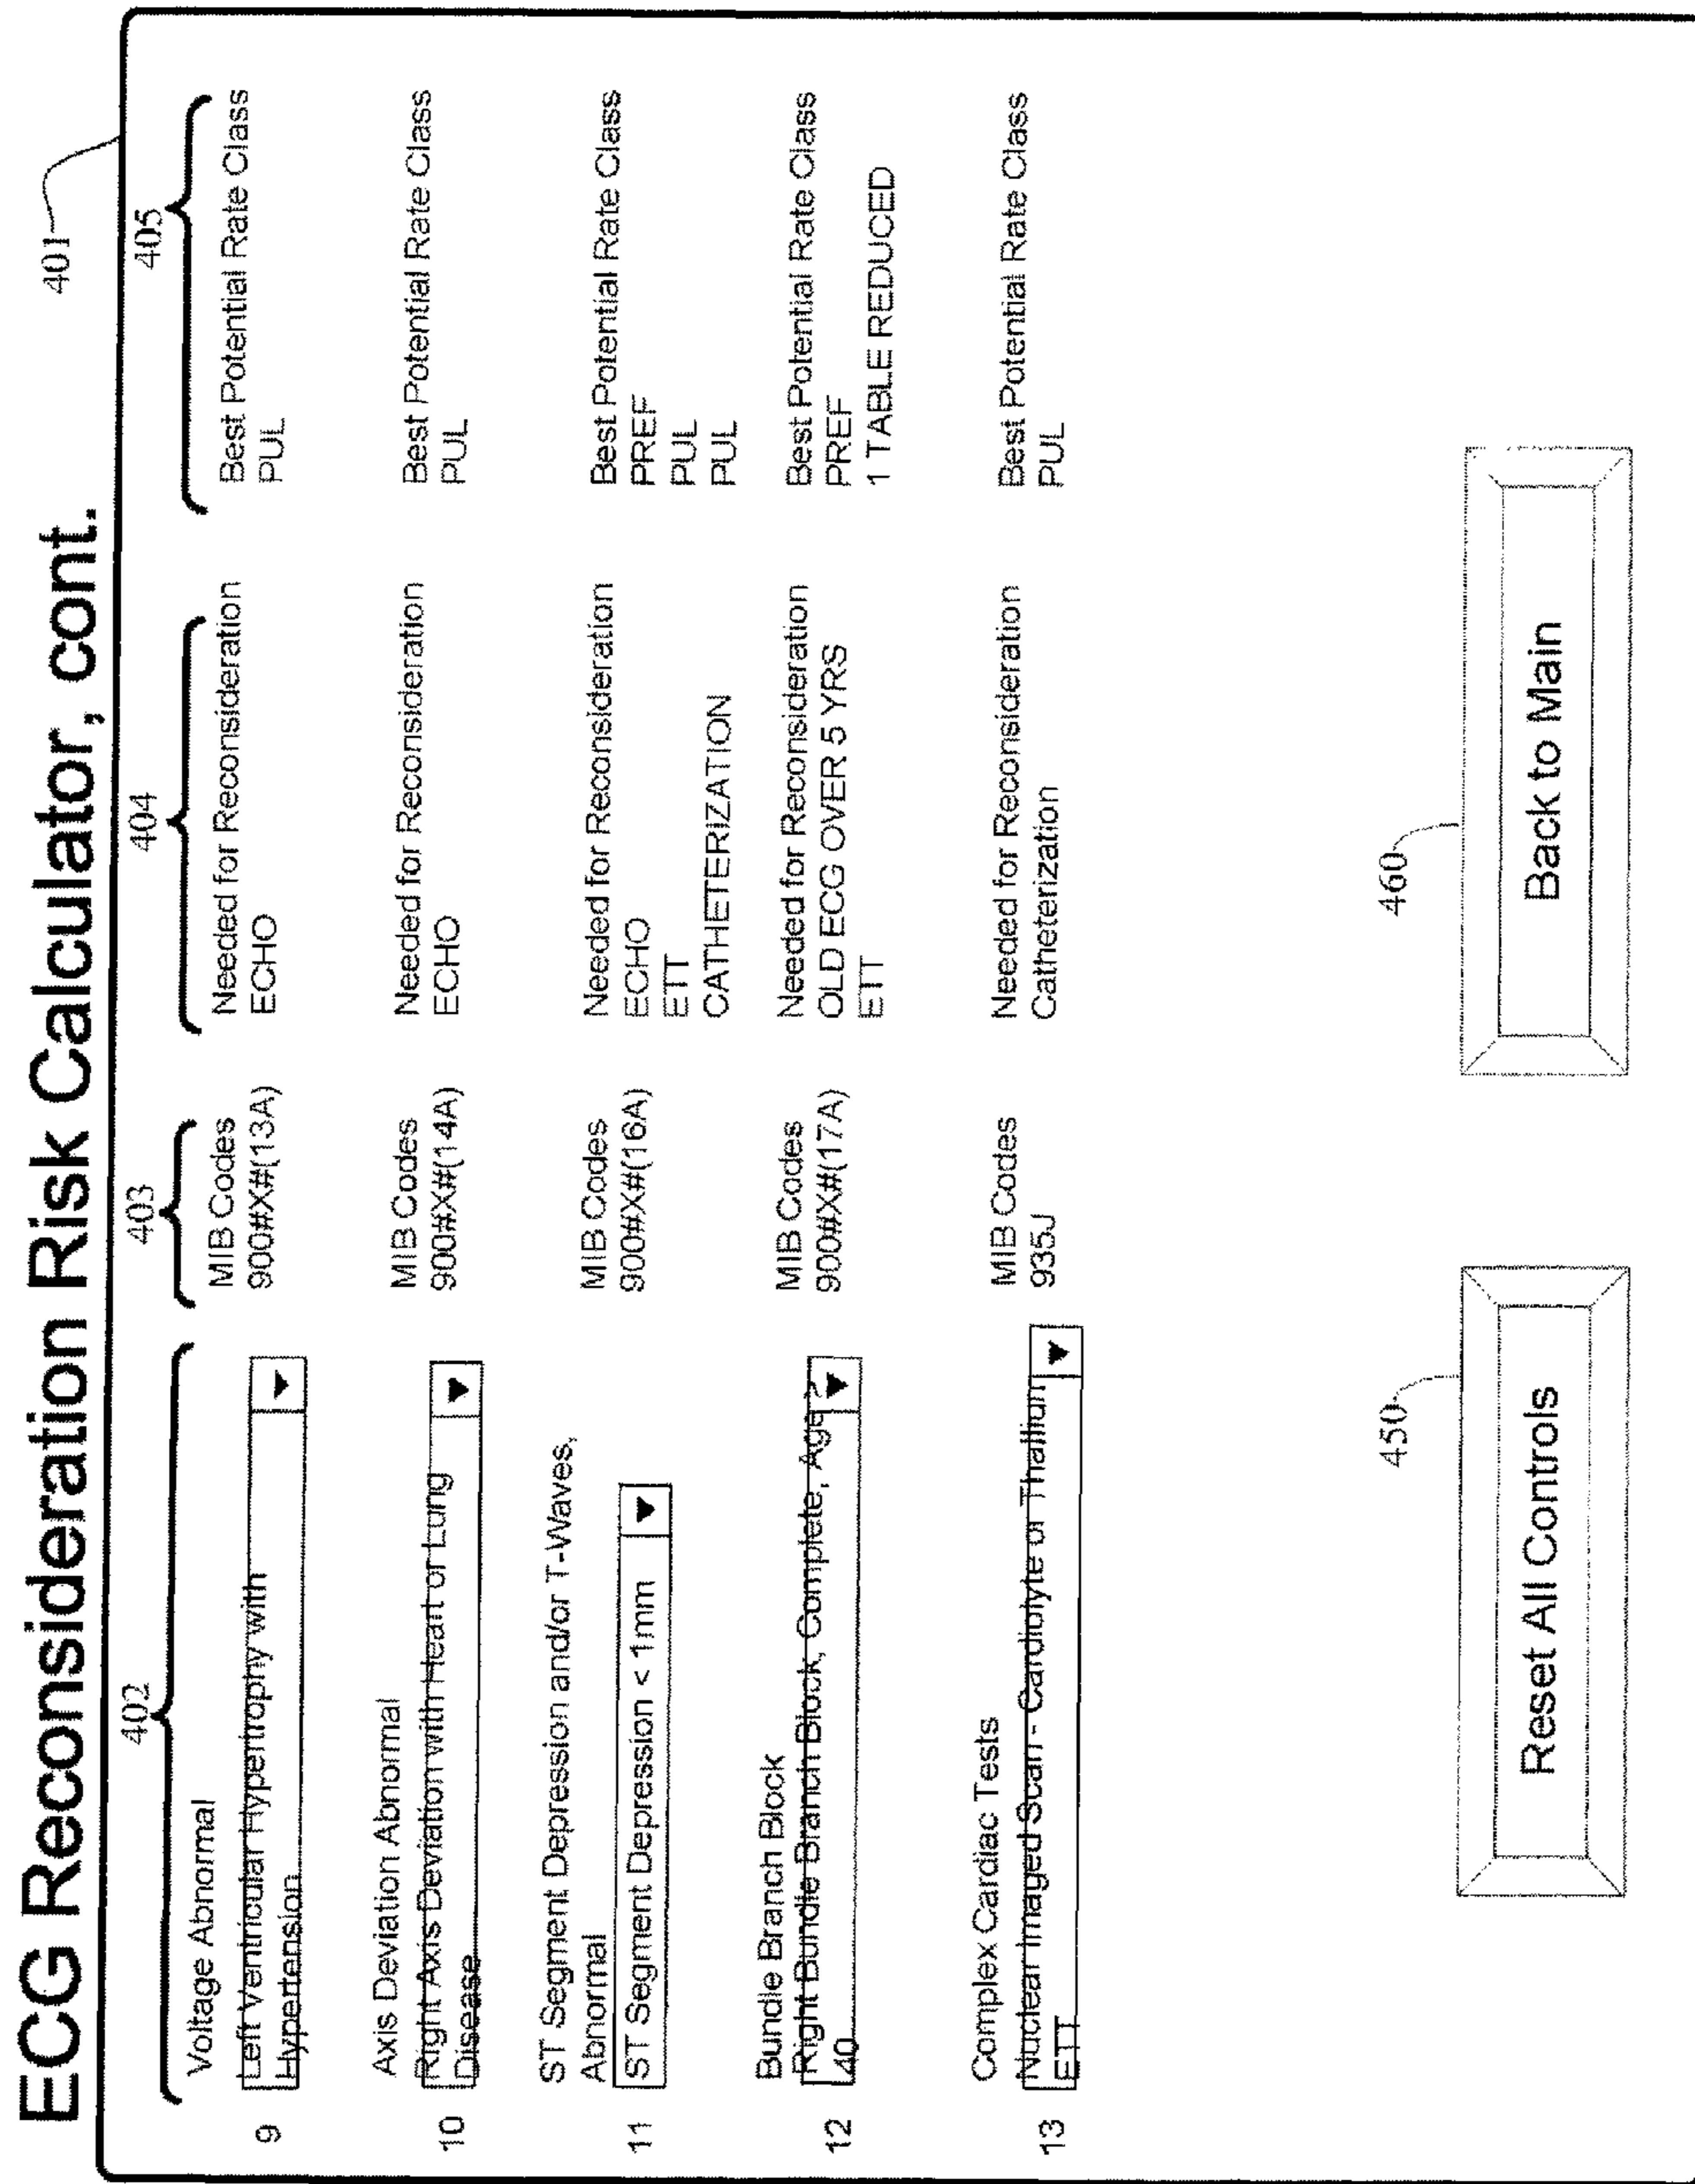 ECG Reconsideration Risk Calculator, cont.
401
402
403
404
405
Voltage Abnormal
9
Left Ventricular Hypertrophy with
Hypertension
MIB Codes
900#X#(13A)
Needed for Reconsideration
ECHO
Best Potential Rate Class
PUL
Axis Deviation Abnormal
10
Right Axis Deviation with Heart or Lung
Disease
MIB Codes
900#X#(14A)
Needed for Reconsideration
ECHO
Best Potential Rate Class
PUL
ST Segment Depression and/or T-Waves,
Abnormal
11
ST Segment Depression < 1mm
MIB Codes
900#X#(16A)
Needed for Reconsideration
ECHO
ETT
CATHETERIZATION
Best Potential Rate Class
PREF
PUL
PUL
Bundle Branch Block
12
Right Bundle Branch Block, Complete, Age >
40
MIB Codes
900#X#(17A)
Needed for Reconsideration
OLD ECG OVER 5 YRS
ETT
Best Potential Rate Class
PREF
1 TABLE REDUCED
Complex Cardiac Tests
13
Nuclear Imaged Scan - Cardiolyte or Thallium
ETT
MIB Codes
935J
Needed for Reconsideration
Catheterization
Best Potential Rate Class
PUL
450
Reset All Controls
460
Back to Main